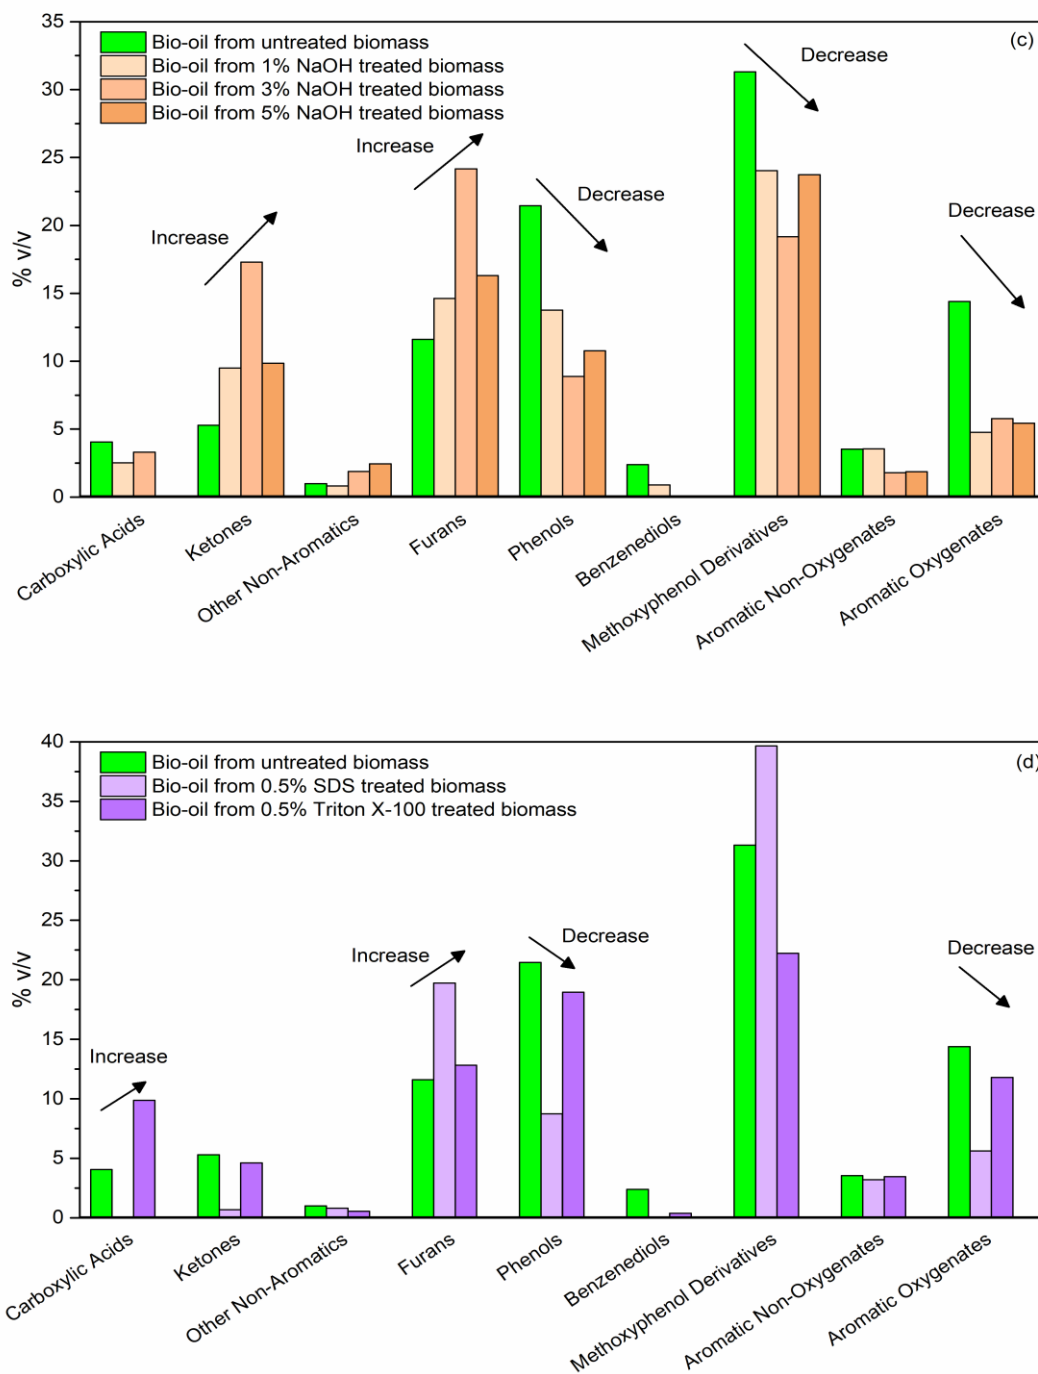 35
30
25
20
15
10
5
0
% v/v
(c)
Bio-oil from untreated biomass
Bio-oil from 1% NaOH treated biomass
Bio-oil from 3% NaOH treated biomass
Bio-oil from 5% NaOH treated biomass
Increase
Increase
Decrease
Decrease
Decrease
Carboxylic Acids
Ketones
Other Non-Aromatics
Furans
Phenols
Benzenediols
Methoxyphenol Derivatives
Aromatic Non-Oxygenates
Aromatic Oxygenates
40
35
30
25
20
15
10
5
0
% v/v
(d)
Bio-oil from untreated biomass
Bio-oil from 0.5% SDS treated biomass
Bio-oil from 0.5% Triton X-100 treated biomass
Increase
Increase
Decrease
Decrease
Carboxylic Acids
Ketones
Other Non-Aromatics
Furans
Phenols
Benzenediols
Methoxyphenol Derivatives
Aromatic Non-Oxygenates
Aromatic Oxygenates